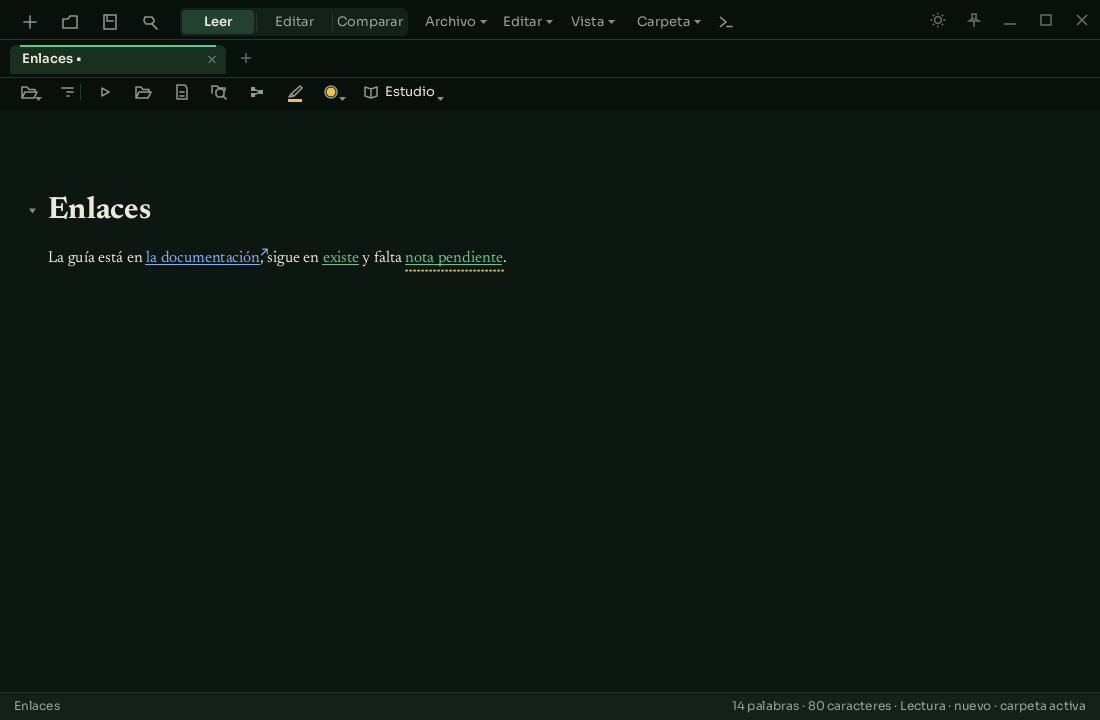 Leer Editar Comparar Archivo Editar Vista Carpeta
Enlaces •
Estudio
Enlaces
La guía está en la documentación, sigue en existe y falta nota pendiente.
Enlaces 14 palabras · 80 caracteres · Lectura · nuevo · carpeta activa